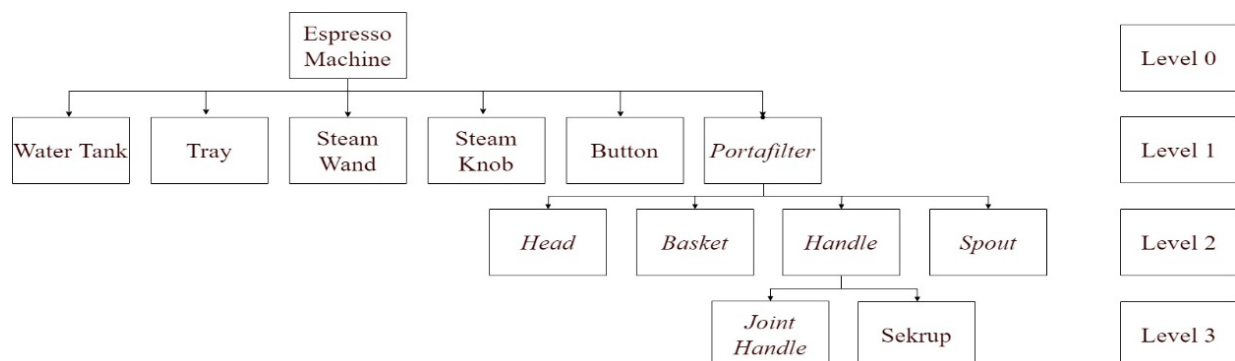 Espresso
Machine
Level 0
Water Tank
Tray
Steam
Wand
Steam
Knob
Button
Portafilter
Level 1
Head
Basket
Handle
Spout
Level 2
Joint
Handle
Sekrup
Level 3